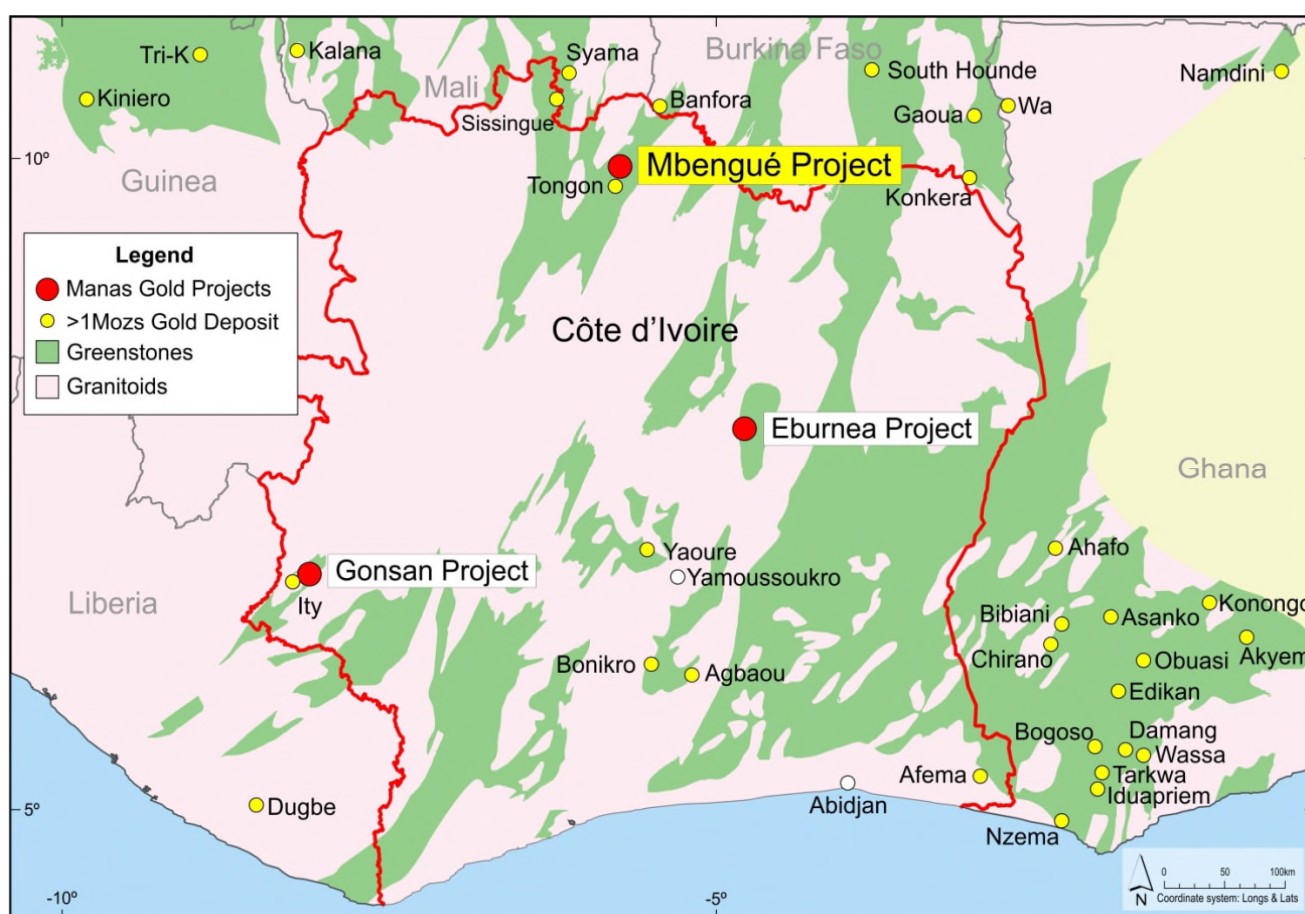 Tri-K
Kalana
Kiniero
Mali
Syama
Burkina Faso
South Hounde
Namdini
Sissingue
Banfora
Gaoua
Wa
10º
Guinea
Mbengué Project
Tongon
Konkera
Legend
Manas Gold Projects
>1Mozs Gold Deposit
Greenstones
Granitoids
Côte d’Ivoire
Eburnea Project
Ghana
Yaoure
Ahafo
Gonsan Project
Yamoussoukro
Liberia
Ity
Bibiani
Asanko
Konongo
Chirano
Obuasi
Akyem
Bonikro
Agbaou
Edikan
Bogoso
Damang
Wassa
Afema
Tarkwa
Iduapriem
5º
Dugbe
Abidjan
Nzema
N
0 50 100km
Coordinate system: Longs & Lats
-10º
-5º